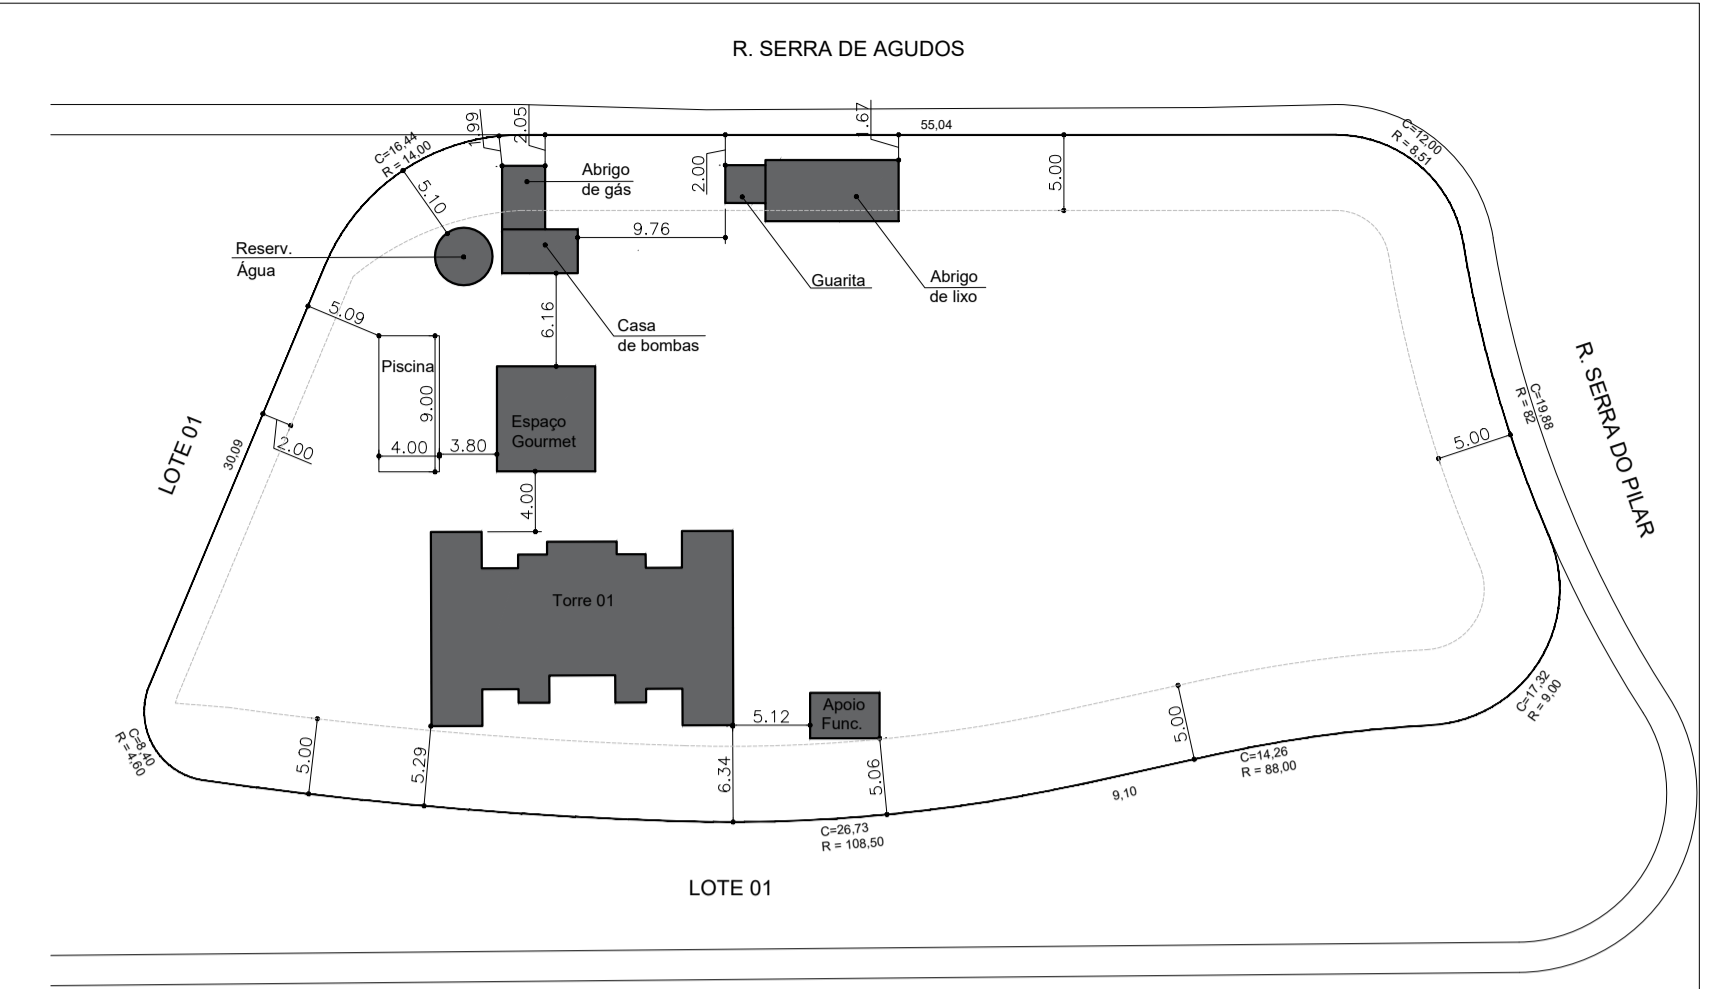 R. SERRA DE AGUDOS
1.99
2.05
1.67
55,04
C=12,00
R = 8,51
C=16,44
R = 14,00
5.10
Abrigo
de gás
2.00
5.00
9.76
Reserv.
Água
Guarita
Abrigo
de lixo
5.09
6.16
Casa
de bombas
Piscina
9.00
Espaço
Gourmet
4.00
3.80
2.00
30,09
LOTE 01
4.00
5.00
C=19,88
R = 82
R. SERRA DO PILAR
Torre 01
5.12
Apoio
Func.
5.00
5.29
6.34
5.06
5.00
C=8,40
R = 4,60
C=17,32
R = 9,00
C=14,26
R = 88,00
9,10
C=26,73
R = 108,50
LOTE 01